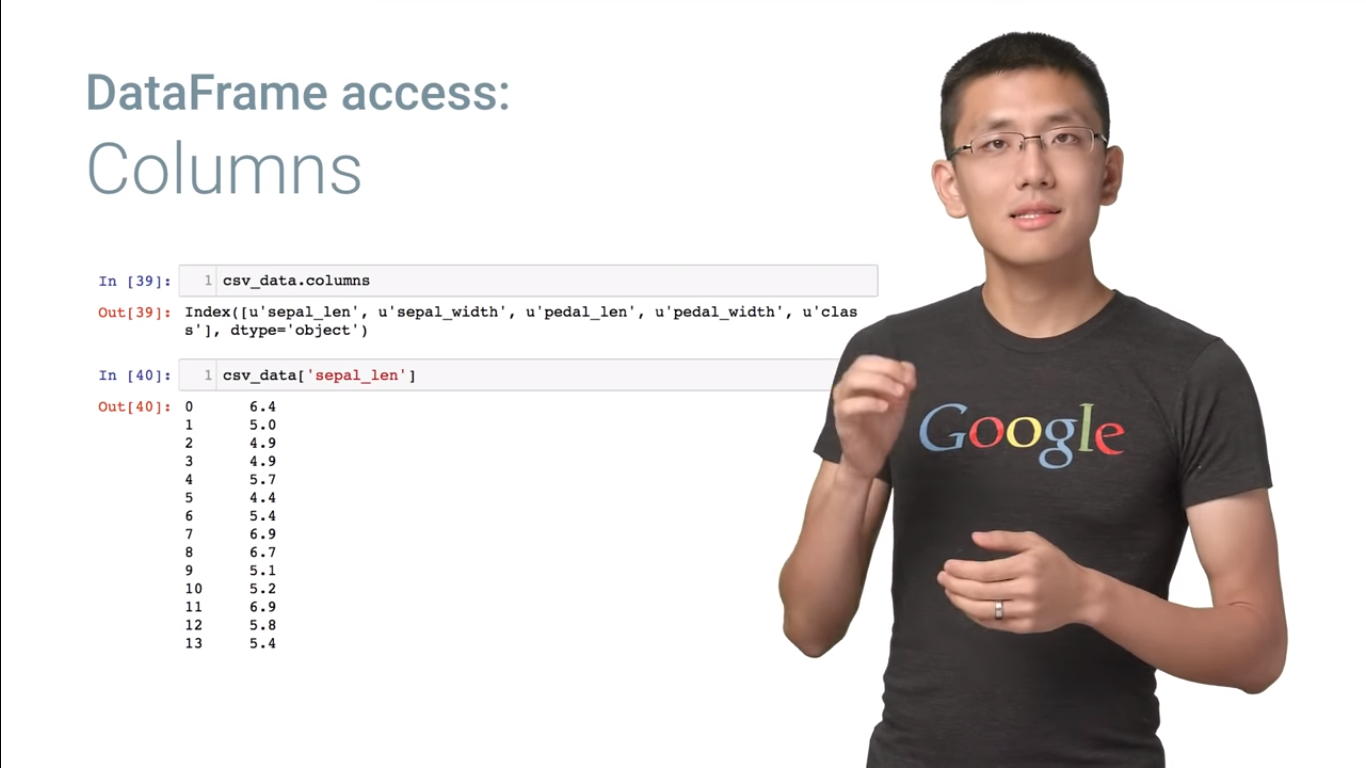 DataFrame access:
Columns
In [39]: 1 csv_data.columns
Out[39]: Index([u'sepal_len', u'sepal_width', u'pedal_len', u'pedal_width', u'clas
s'], dtype='object')
In [40]: 1 csv_data['sepal_len']
Out[40]: 0 6.4
1 5.0
2 4.9
3 4.9
4 5.7
5 4.4
6 5.4
7 6.9
8 6.7
9 5.1
10 5.2
11 6.9
12 5.8
13 5.4
Google